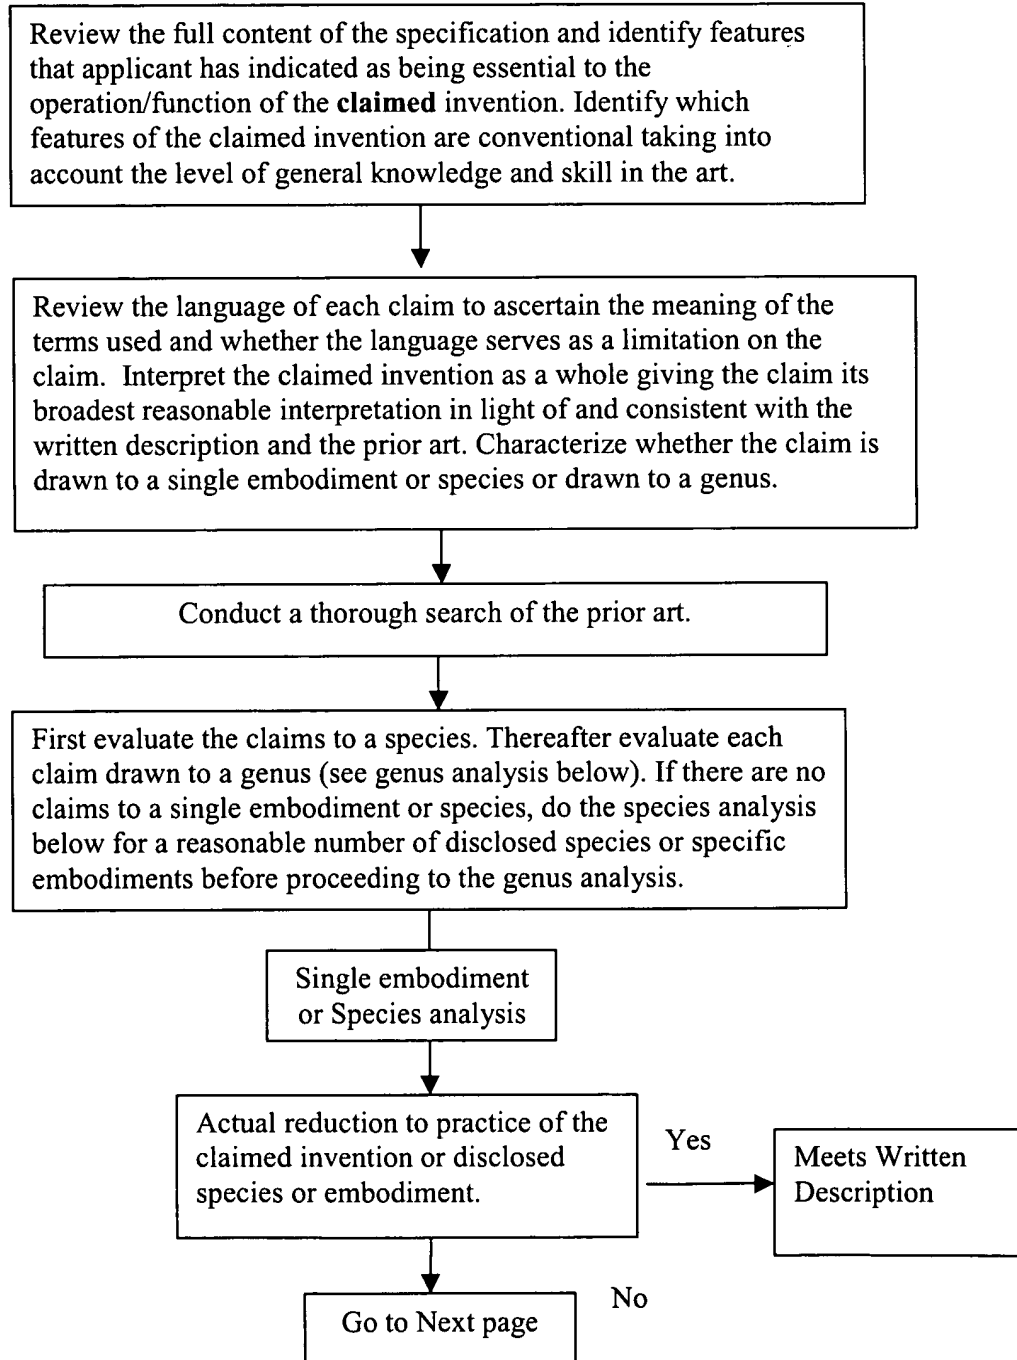 Review the full content of the specification and identify features
that applicant has indicated as being essential to the
operation/function of the claimed invention. Identify which
features of the claimed invention are conventional taking into
account the level of general knowledge and skill in the art.
Review the language of each claim to ascertain the meaning of the
terms used and whether the language serves as a limitation on the
claim. Interpret the claimed invention as a whole giving the claim its
broadest reasonable interpretation in light of and consistent with the
written description and the prior art. Characterize whether the claim is
drawn to a single embodiment or species or drawn to a genus.
Conduct a thorough search of the prior art.
First evaluate the claims to a species. Thereafter evaluate each
claim drawn to a genus (see genus analysis below). If there are no
claims to a single embodiment or species, do the species analysis
below for a reasonable number of disclosed species or specific
embodiments before proceeding to the genus analysis.
Single embodiment
or Species analysis
Actual reduction to practice of the
claimed invention or disclosed
species or embodiment.
Yes
Meets Written
Description
No
Go to Next page